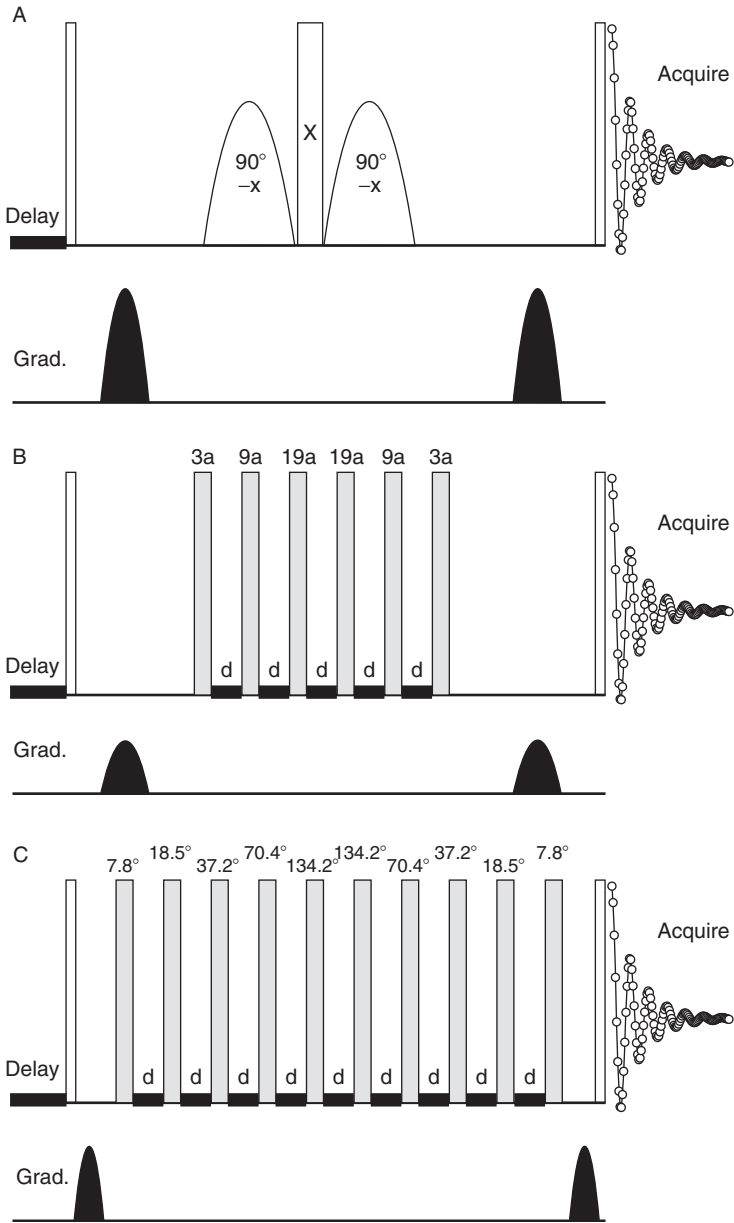 A
Acquire
X
90° 90°
–x –x
Delay
Grad.
B 3a 9a 19a 19a 9a 3a
Acquire
Delay d d d d d
Grad.
C 7.8° 18.5° 37.2° 70.4° 134.2° 134.2° 70.4° 37.2° 18.5° 7.8°
Acquire
Delay d d d d d d d d d
Grad.